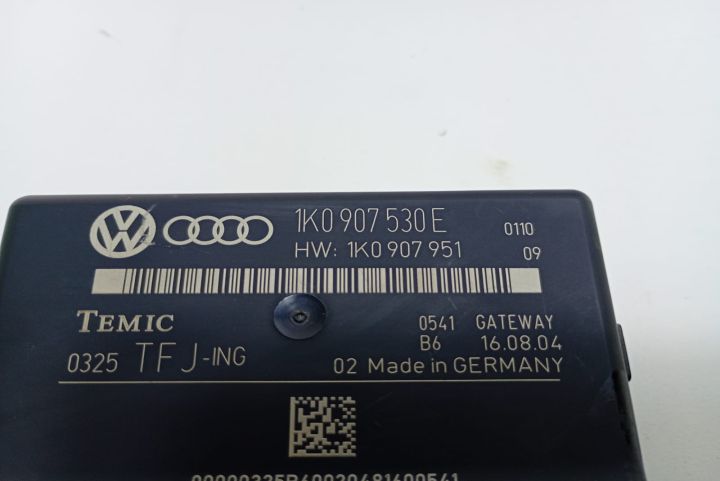 1K0 907 530 E 0110
HW: 1K0 907 951 09
TEMIC 0541 GATEWAY
B6 16.08.04
0325 TFJ-ING 02 Made in GERMANY